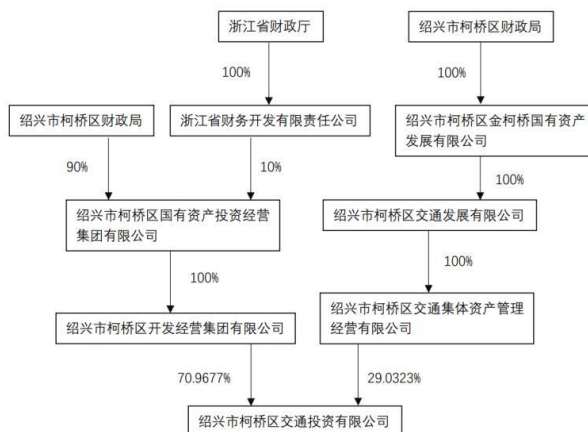 浙江省财政厅
绍兴市柯桥区财政局
100%
100%
绍兴市柯桥区财政局
浙江省财务开发有限责任公司
绍兴市柯桥区金柯桥国有资产
发展有限公司
90%
10%
100%
绍兴市柯桥区国有资产投资经营
集团有限公司
绍兴市柯桥区交通发展有限公司
100%
100%
绍兴市柯桥区开发经营集团有限公司
绍兴市柯桥区交通集体资产管理
经营有限公司
70.9677%
29.0323%
绍兴市柯桥区交通投资有限公司